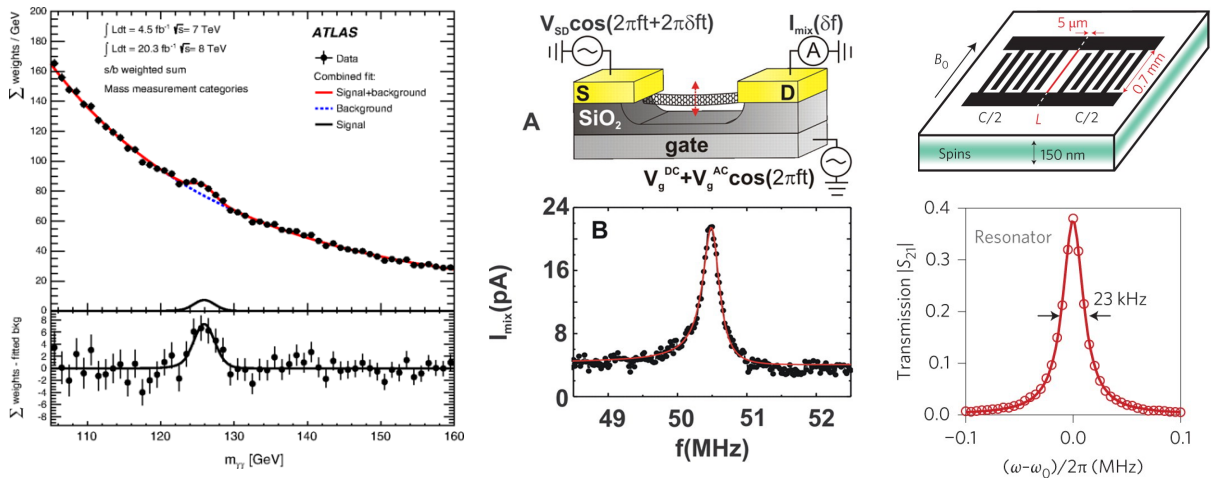 ∫ Ldt = 4.5 fb⁻¹ √s= 7 TeV
∫ Ldt = 20.3 fb⁻¹ √s= 8 TeV
s/b weighted sum
Mass measurement categories
ATLAS
Data
Combined fit:
Signal+background
Background
Signal
Σ weights / GeV
200
180
160
140
120
100
80
60
40
20
0
Σ weights - fitted bkg
8
6
4
2
0
-2
-4
-6
-8
110 120 130 140 150 160
m_γγ [GeV]
V_SD cos(2πft+2πδft)
I_mix(δf)
A
S
D
SiO₂
A
gate
V_g^DC+V_g^AC cos(2πft)
B
24
18
12
6
0
I_mix(pA)
49 50 51 52
f(MHz)
5 µm
B₀
0.7 mm
C/2
L
C/2
Spins
150 nm
0.4
0.3
0.2
0.1
0.0
Transmission |S₂₁|
Resonator
23 kHz
−0.1 0.0 0.1
(ω-ω₀)/2π (MHz)